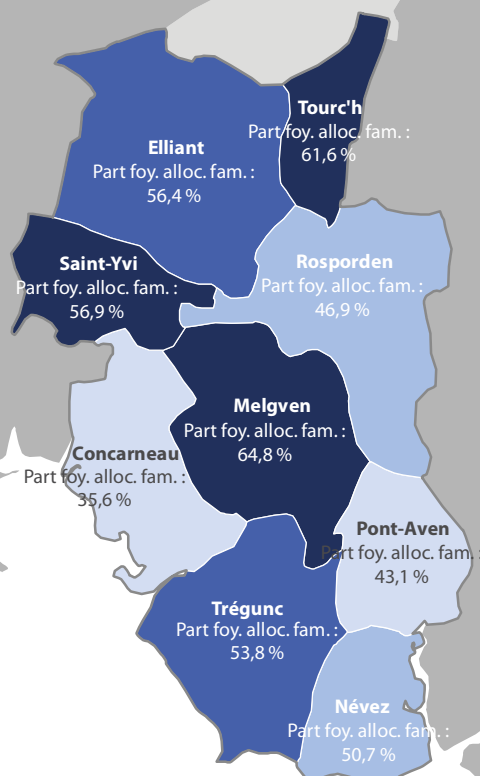 Tourc'h
Part foy. alloc. fam. :
61,6 %
Elliant
Part foy. alloc. fam. :
56,4 %
Saint-Yvi
Part foy. alloc. fam. :
56,9 %
Rosporden
Part foy. alloc. fam. :
46,9 %
Melgven
Part foy. alloc. fam. :
64,8 %
Concarneau
Part foy. alloc. fam. :
35,6 %
Pont-Aven
Part foy. alloc. fam. :
43,1 %
Trégunc
Part foy. alloc. fam. :
53,8 %
Névez
Part foy. alloc. fam. :
50,7 %